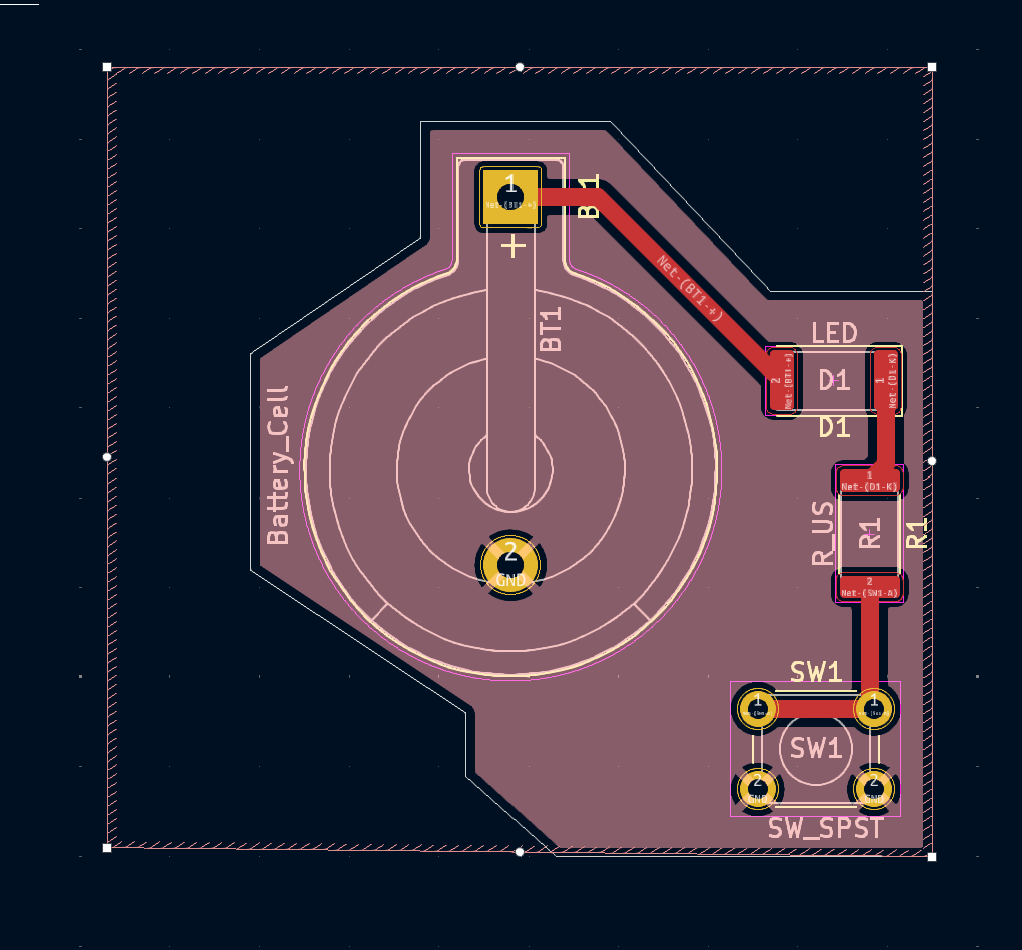 1
Net-(BT1-+)
B1
+
Net-(BT1-+)
BT1
LED
2
Net-(BT1-+)
D1
1
Net-(D1-K)
D1
Battery_Cell
1
Net-(D1-K)
R_US
R1
R1
2
GND
2
Net-(SW1-A)
SW1
1
1
SW1
2
GND
2
GND
SW_SPST